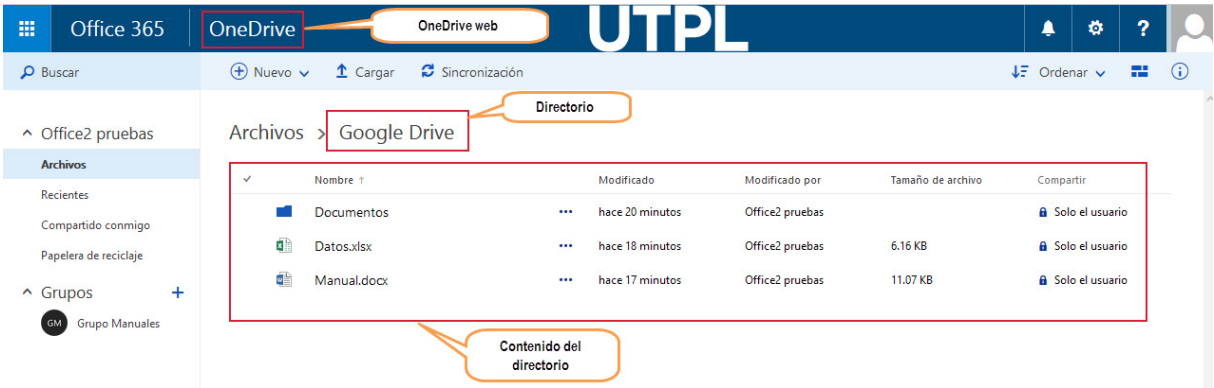 Office 365
OneDrive
OneDrive web
UTPL
?
Buscar
Nuevo
Cargar
Sincronización
Ordenar
Directorio
Office2 pruebas
Archivos > Google Drive
Archivos
Recientes
Compartido conmigo
Papelera de reciclaje
Grupos +
GM Grupo Manuales
Nombre ↑ Modificado Modificado por Tamaño de archivo Compartir
Documentos ... hace 20 minutos Office2 pruebas Solo el usuario
Datos.xlsx ... hace 18 minutos Office2 pruebas 6.16 KB Solo el usuario
Manual.docx ... hace 17 minutos Office2 pruebas 11.07 KB Solo el usuario
Contenido del
directorio